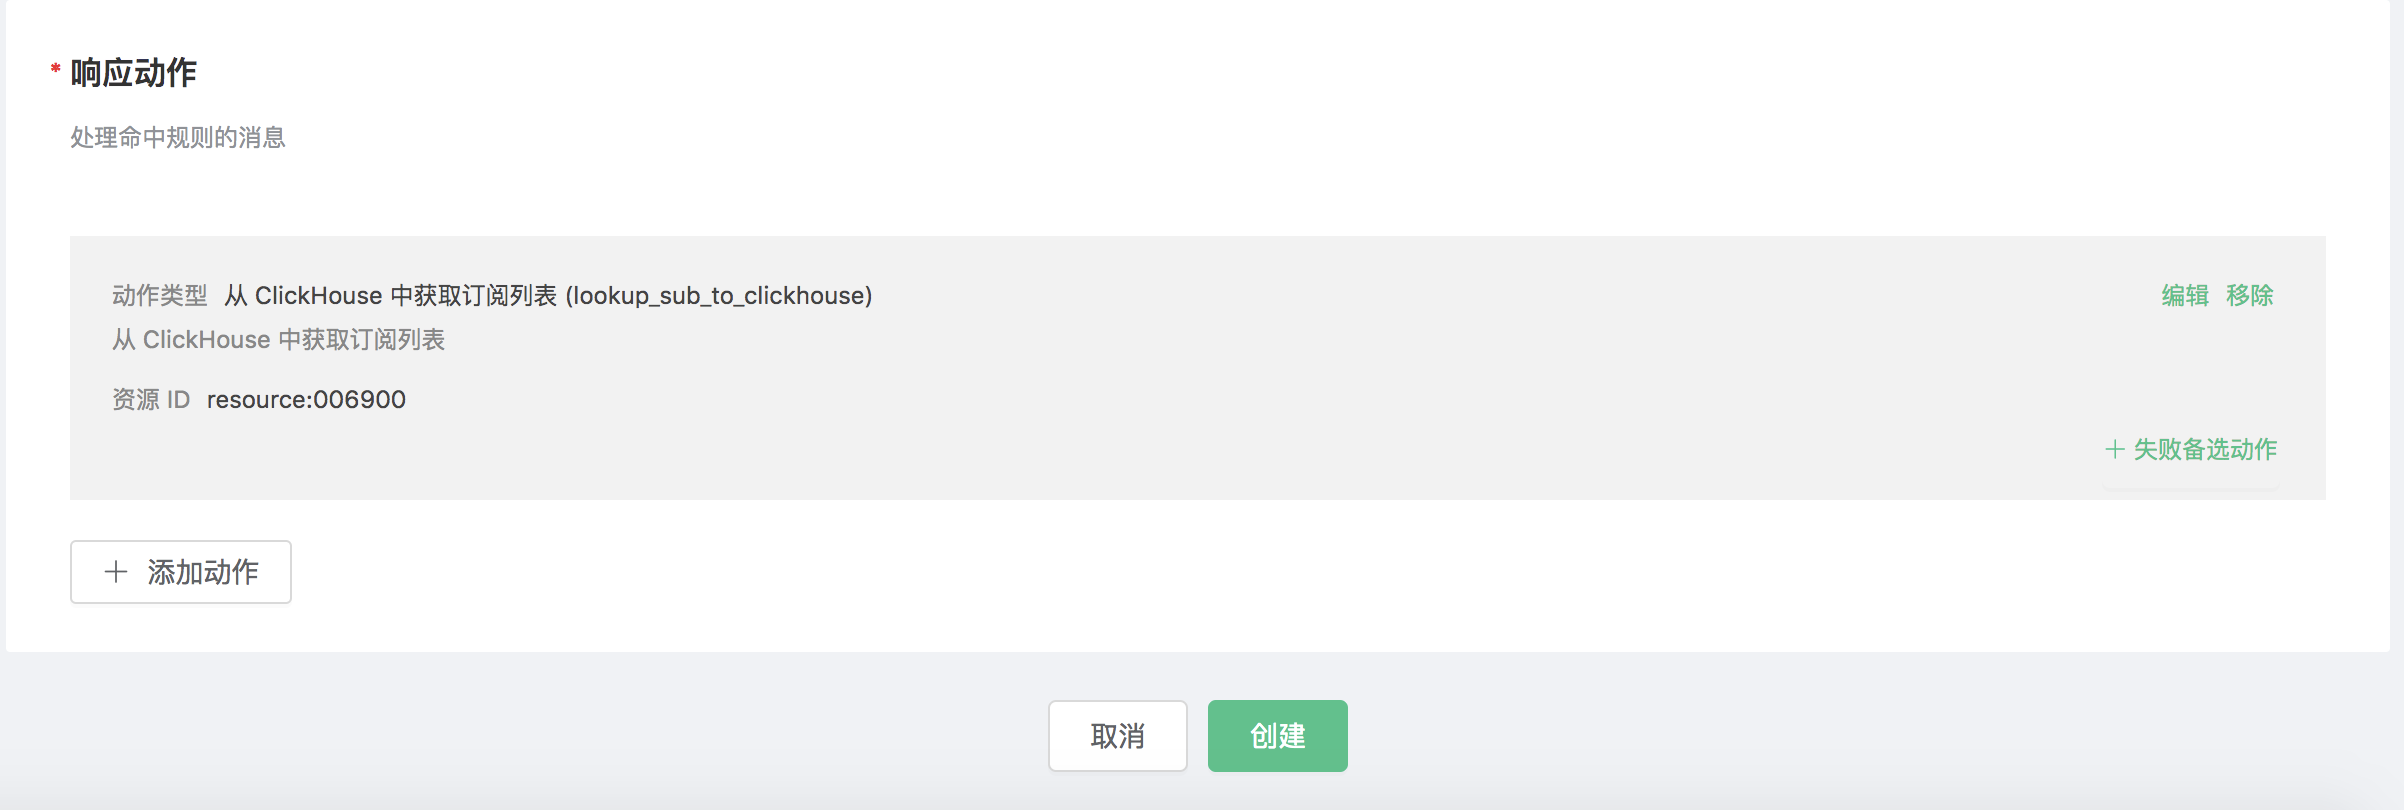 * 响应动作
处理命中规则的消息
动作类型 从 ClickHouse 中获取订阅列表 (lookup_sub_to_clickhouse) 编辑 移除
从 ClickHouse 中获取订阅列表
资源 ID resource:006900
+ 失败备选动作
+ 添加动作
取消 创建